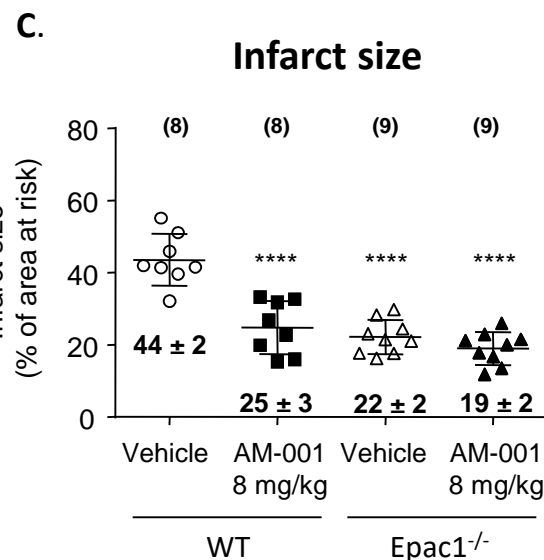 C.
Infarct size
(8) (8) (9) (9)
80
60
40
20
0
(% of area at risk)
**** **** ****
44 ± 2
25 ± 3 22 ± 2 19 ± 2
Vehicle AM-001 Vehicle AM-001
8 mg/kg 8 mg/kg
WT Epac1-/-